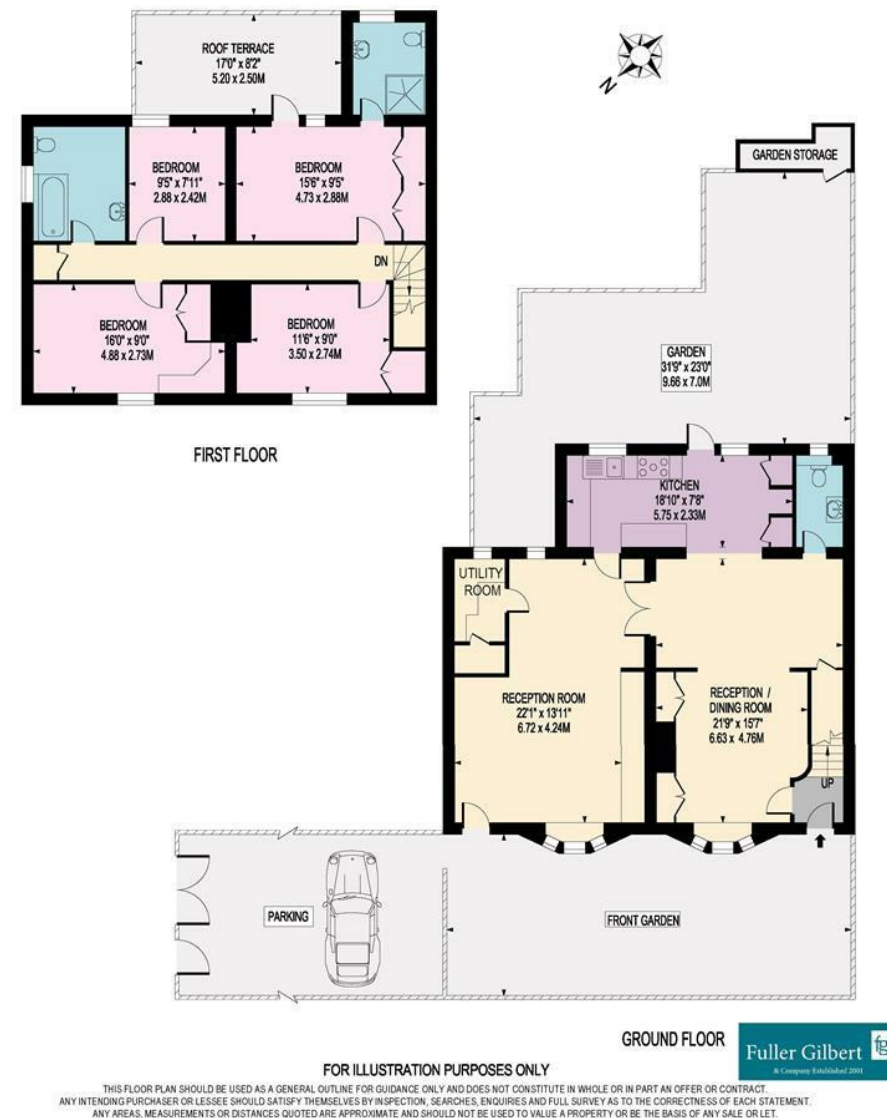 ROOF TERRACE
17'0" x 8'2"
5.20 x 2.50M
N
BEDROOM
9'5" x 7'11"
2.88 x 2.42M
BEDROOM
15'6" x 9'5"
4.73 x 2.88M
DN
BEDROOM
16'0" x 9'0"
4.88 x 2.73M
BEDROOM
11'6" x 9'0"
3.50 x 2.74M
FIRST FLOOR
GARDEN STORAGE
GARDEN
31'9" x 23'0"
9.66 x 7.0M
KITCHEN
18'10" x 7'8"
5.75 x 2.33M
UTILITY
ROOM
RECEPTION ROOM
22'1" x 13'11"
6.72 x 4.24M
RECEPTION /
DINING ROOM
21'9" x 15'7"
6.63 x 4.76M
UP
PARKING
FRONT GARDEN
GROUND FLOOR
Fuller Gilbert
& Company Established 2001
fg
FOR ILLUSTRATION PURPOSES ONLY
THIS FLOOR PLAN SHOULD BE USED AS A GENERAL OUTLINE FOR GUIDANCE ONLY AND DOES NOT CONSTITUTE IN WHOLE OR IN PART AN OFFER OR CONTRACT.
ANY INTENDING PURCHASER OR LESSEE SHOULD SATISFY THEMSELVES BY INSPECTION, SEARCHES, ENQUIRIES AND FULL SURVEY AS TO THE CORRECTNESS OF EACH STATEMENT.
ANY AREAS, MEASUREMENTS OR DISTANCES QUOTED ARE APPROXIMATE AND SHOULD NOT BE USED TO VALUE A PROPERTY OR BE THE BASIS OF ANY SALE OR LET.